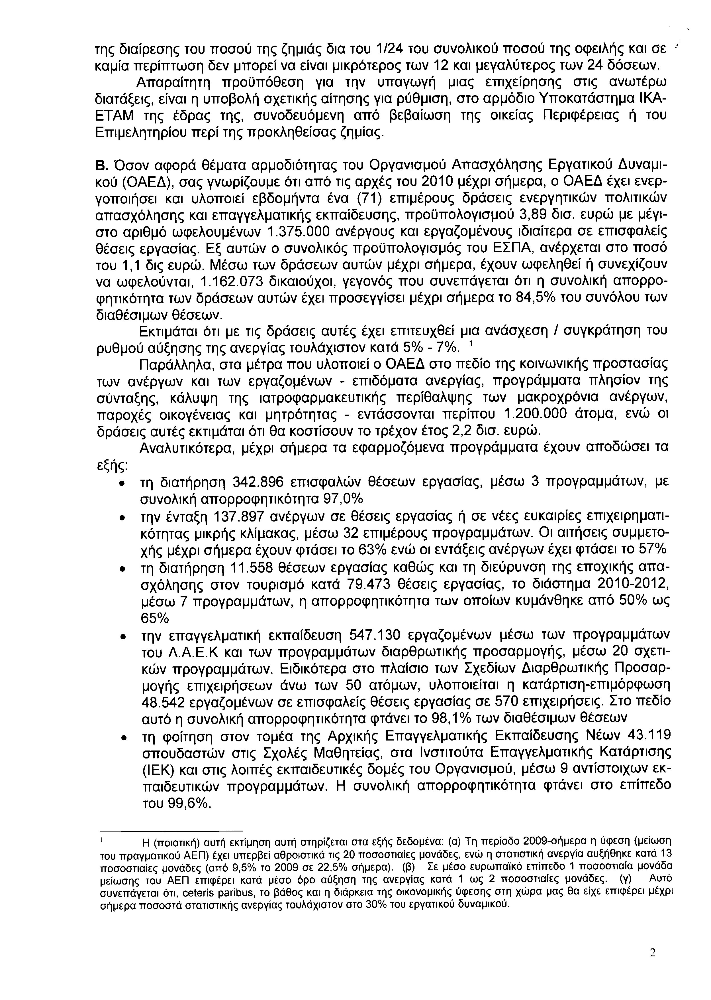 της διαίρεσης του ποσού της ζημιάς δια του 1/24 του συνολικού ποσού της οφειλής και σε
καμία περίπτωση δεν μπορεί να είναι μικρότερος των 12 και μεγαλύτερος των 24 δόσεων.
Απαραίτητη προϋπόθεση για την υπαγωγή μιας επιχείρησης στις ανωτέρω
διατάξεις, είναι η υποβολή σχετικής αίτησης για ρύθμιση, στο αρμόδιο Υποκατάστημα ΙΚΑ-
ΕΤΑΜ της έδρας της, συνοδευόμενη από βεβαίωση της οικείας Περιφέρειας ή του
Επιμελητηρίου περί της προκληθείσας ζημίας.
Β. Όσον αφορά θέματα αρμοδιότητας του Οργανισμού Απασχόλησης Εργατικού Δυναμι-
κού (ΟΑΕΔ), σας γνωρίζουμε ότι από τις αρχές του 2010 μέχρι σήμερα, ο ΟΑΕΔ έχει ενερ-
γοποιήσει και υλοποιεί εβδομήντα ένα (71) επιμέρους δράσεις ενεργητικών πολιτικών
απασχόλησης και επαγγελματικής εκπαίδευσης, προϋπολογισμού 3,89 δισ. ευρώ με μέγι-
στο αριθμό ωφελουμένων 1.375.000 ανέργους και εργαζομένους ιδιαίτερα σε επισφαλείς
θέσεις εργασίας. Εξ αυτών ο συνολικός προϋπολογισμός του ΕΣΠΑ, ανέρχεται στο ποσό
του 1,1 δις ευρώ. Μέσω των δράσεων αυτών μέχρι σήμερα, έχουν ωφεληθεί ή συνεχίζουν
να ωφελούνται, 1.162.073 δικαιούχοι, γεγονός που συνεπάγεται ότι η συνολική απορρο-
φητικότητα των δράσεων αυτών έχει προσεγγίσει μέχρι σήμερα το 84,5% του συνόλου των
διαθέσιμων θέσεων.
Εκτιμάται ότι με τις δράσεις αυτές έχει επιτευχθεί μια ανάσχεση / συγκράτηση του
ρυθμού αύξησης της ανεργίας τουλάχιστον κατά 5% - 7%. 1
Παράλληλα, στα μέτρα που υλοποιεί ο ΟΑΕΔ στο πεδίο της κοινωνικής προστασίας
των ανέργων και των εργαζομένων - επιδόματα ανεργίας, προγράμματα πλησίον της
σύνταξης, κάλυψη της ιατροφαρμακευτικής περίθαλψης των μακροχρόνια ανέργων,
παροχές οικογένειας και μητρότητας - εντάσσονται περίπου 1.200.000 άτομα, ενώ οι
δράσεις αυτές εκτιμάται ότι θα κοστίσουν το τρέχον έτος 2,2 δισ. ευρώ.
Αναλυτικότερα, μέχρι σήμερα τα εφαρμοζόμενα προγράμματα έχουν αποδώσει τα
εξής:
• τη διατήρηση 342.896 επισφαλών θέσεων εργασίας, μέσω 3 προγραμμάτων, με
συνολική απορροφητικότητα 97,0%
• την ένταξη 137.897 ανέργων σε θέσεις εργασίας ή σε νέες ευκαιρίες επιχειρηματι-
κότητας μικρής κλίμακας, μέσω 32 επιμέρους προγραμμάτων. Οι αιτήσεις συμμετο-
χής μέχρι σήμερα έχουν φτάσει το 63% ενώ οι εντάξεις ανέργων έχει φτάσει το 57%
• τη διατήρηση 11.558 θέσεων εργασίας καθώς και τη διεύρυνση της εποχικής απα-
σχόλησης στον τουρισμό κατά 79.473 θέσεις εργασίας, το διάστημα 2010-2012,
μέσω 7 προγραμμάτων, η απορροφητικότητα των οποίων κυμάνθηκε από 50% ως
65%
• την επαγγελματική εκπαίδευση 547.130 εργαζομένων μέσω των προγραμμάτων
του Λ.Α.Ε.Κ και των προγραμμάτων διαρθρωτικής προσαρμογής, μέσω 20 σχετι-
κών προγραμμάτων. Ειδικότερα στο πλαίσιο των Σχεδίων Διαρθρωτικής Προσαρ-
μογής επιχειρήσεων άνω των 50 ατόμων, υλοποιείται η κατάρτιση-επιμόρφωση
48.542 εργαζομένων σε επισφαλείς θέσεις εργασίας σε 570 επιχειρήσεις. Στο πεδίο
αυτό η συνολική απορροφητικότητα φτάνει το 98,1% των διαθέσιμων θέσεων
• τη φοίτηση στον τομέα της Αρχικής Επαγγελματικής Εκπαίδευσης Νέων 43.119
σπουδαστών στις Σχολές Μαθητείας, στα Ινστιτούτα Επαγγελματικής Κατάρτισης
(ΙΕΚ) και στις λοιπές εκπαιδευτικές δομές του Οργανισμού, μέσω 9 αντίστοιχων εκ-
παιδευτικών προγραμμάτων. Η συνολική απορροφητικότητα φτάνει στο επίπεδο
του 99,6%.
1 Η (ποιοτική) αυτή εκτίμηση αυτή στηρίζεται στα εξής δεδομένα: (α) Τη περίοδο 2009-σήμερα η ύφεση (μείωση
του πραγματικού ΑΕΠ) έχει υπερβεί αθροιστικά τις 20 ποσοστιαίες μονάδες, ενώ η στατιστική ανεργία αυξήθηκε κατά 13
ποσοστιαίες μονάδες (από 9,5% το 2009 σε 22,5% σήμερα). (β) Σε μέσο ευρωπαϊκό επίπεδο 1 ποσοστιαία μονάδα
μείωσης του ΑΕΠ επιφέρει κατά μέσο όρο αύξηση της ανεργίας κατά 1 ως 2 ποσοστιαίες μονάδες. (γ) Αυτό
συνεπάγεται ότι, ceteris paribus, το βάθος και η διάρκεια της οικονομικής ύφεσης στη χώρα μας θα είχε επιφέρει μέχρι
σήμερα ποσοστά στατιστικής ανεργίας τουλάχιστον στο 30% του εργατικού δυναμικού.
2